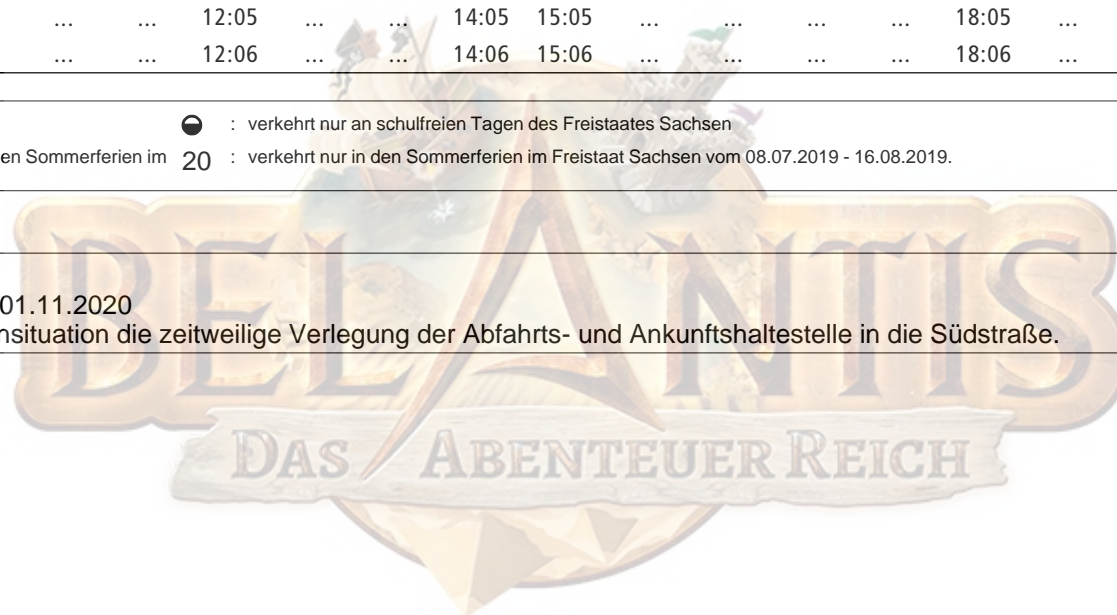 ... ... 12:05 ... ... 14:05 15:05 ... ... ... ... 18:05 ...
... ... 12:06 ... ... 14:06 15:06 ... ... ... ... 18:06 ...
: verkehrt nur an schulfreien Tagen des Freistaates Sachsen
en Sommerferien im 20 : verkehrt nur in den Sommerferien im Freistaat Sachsen vom 08.07.2019 - 16.08.2019.
01.11.2020
nsituation die zeitweilige Verlegung der Abfahrts- und Ankunftshaltestelle in die Südstraße.
BELANTIS
DAS ABENTEUER REICH